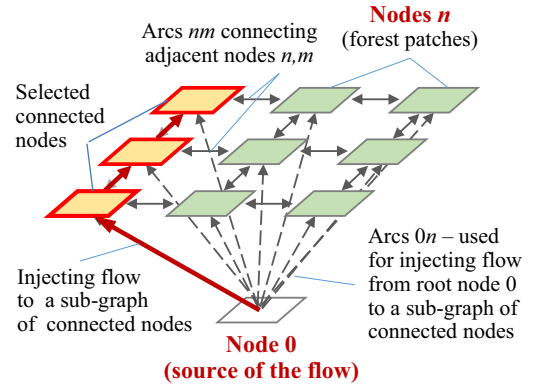 Arcs nm connecting
adjacent nodes n,m
Nodes n
(forest patches)
Selected
connected
nodes
Injecting flow
to a sub-graph
of connected nodes
Arcs 0n – used
for injecting flow
from root node 0
to a sub-graph of
connected nodes
Node 0
(source of the flow)